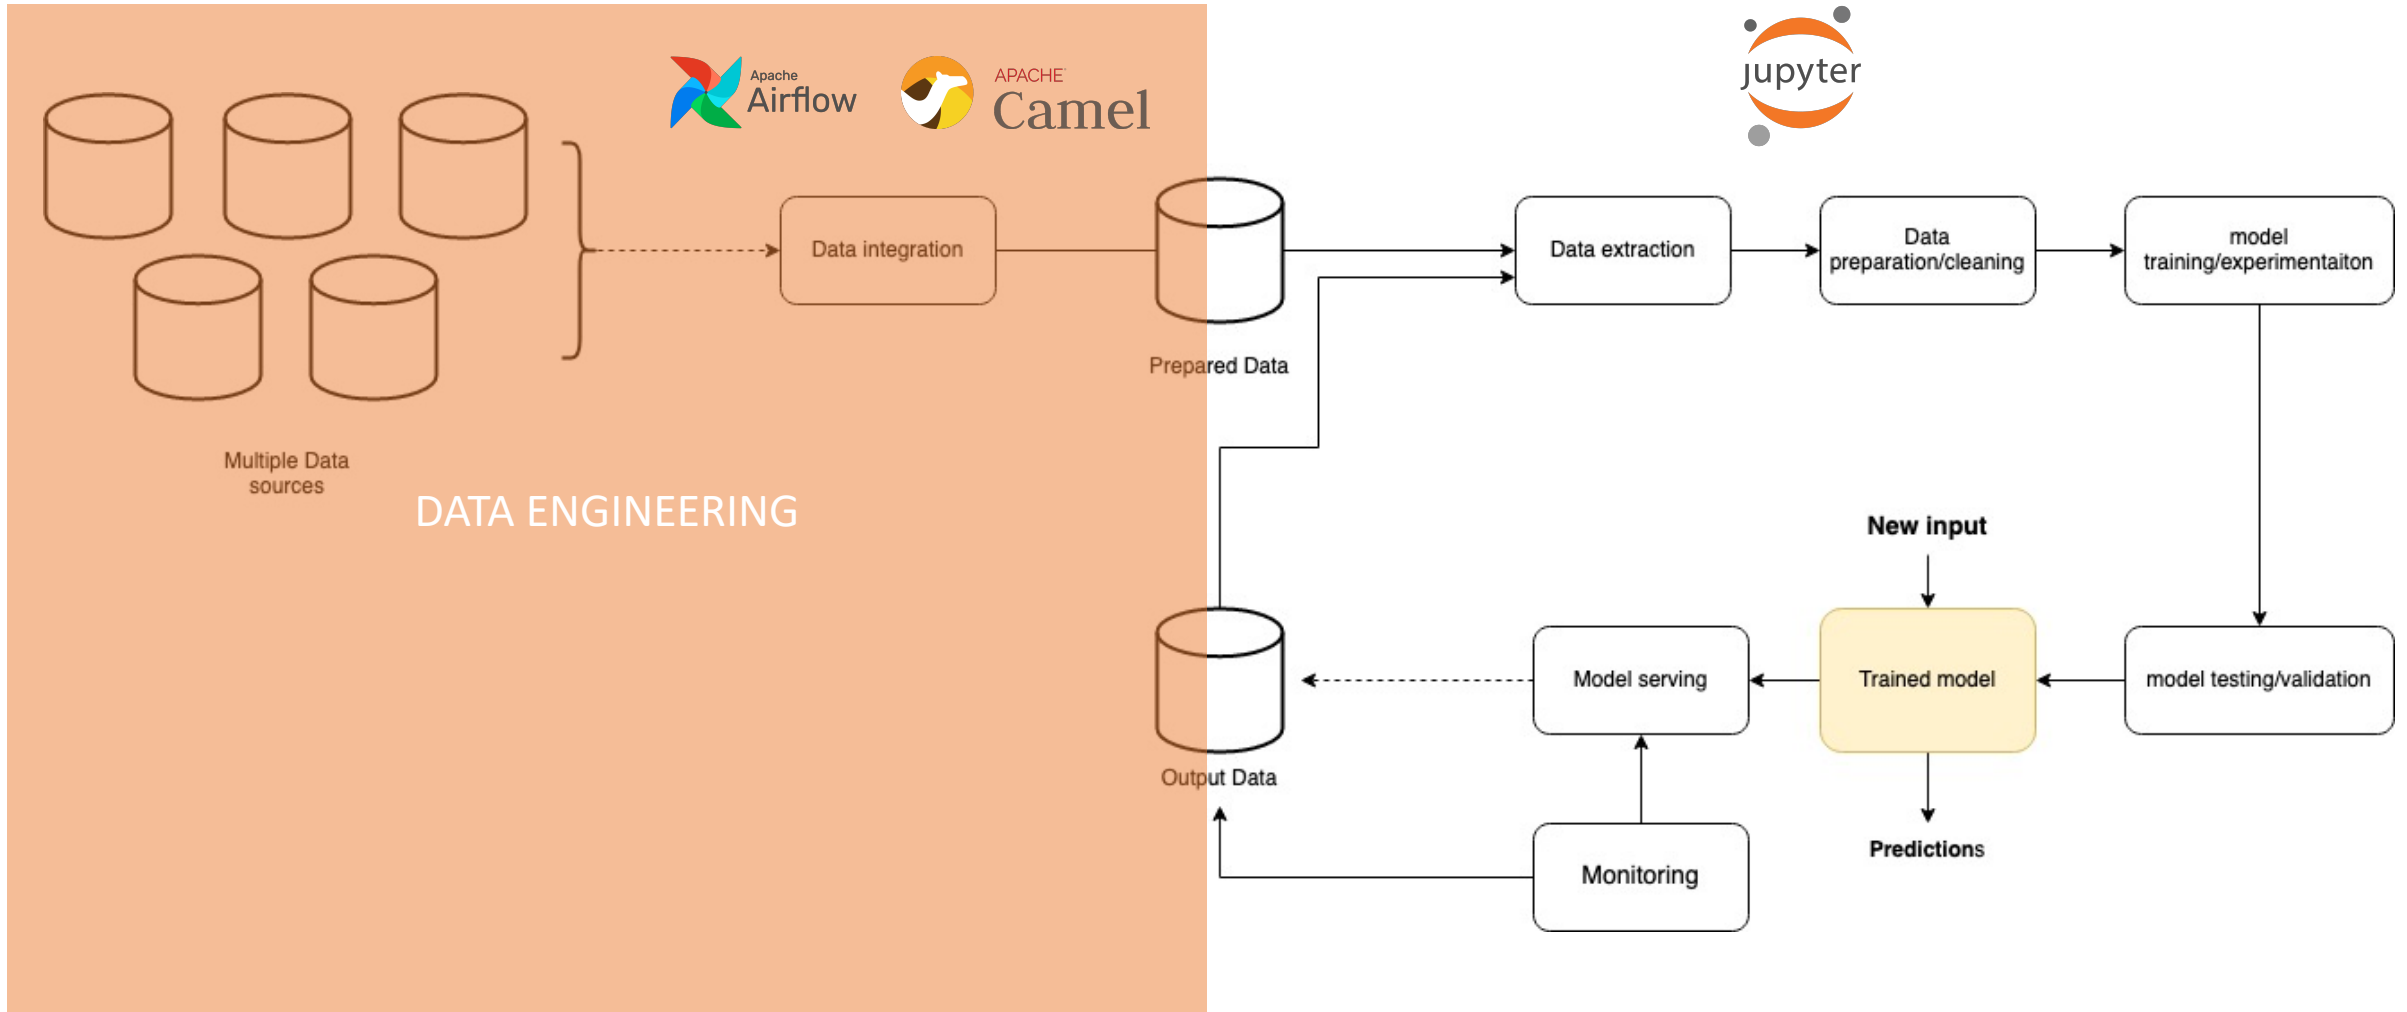 Apache
Airflow
APACHE
Camel
jupyter
Data integration
Data extraction
Data
preparation/cleaning
model
training/experimentaiton
Prepared Data
Multiple Data
sources
DATA ENGINEERING
New input
Model serving
Trained model
model testing/validation
Output Data
Predictions
Monitoring